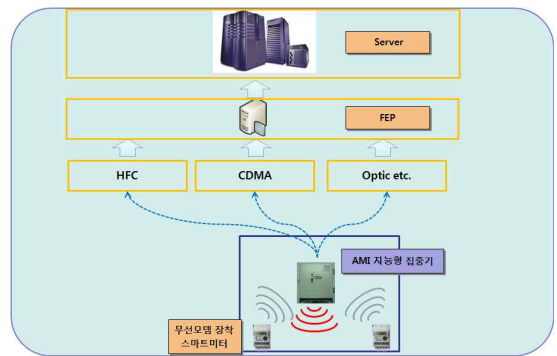 Server
FEP
HFC
CDMA
Optic etc.
AMI 지능형 집중기
무선모뎀 장착
스마트미터